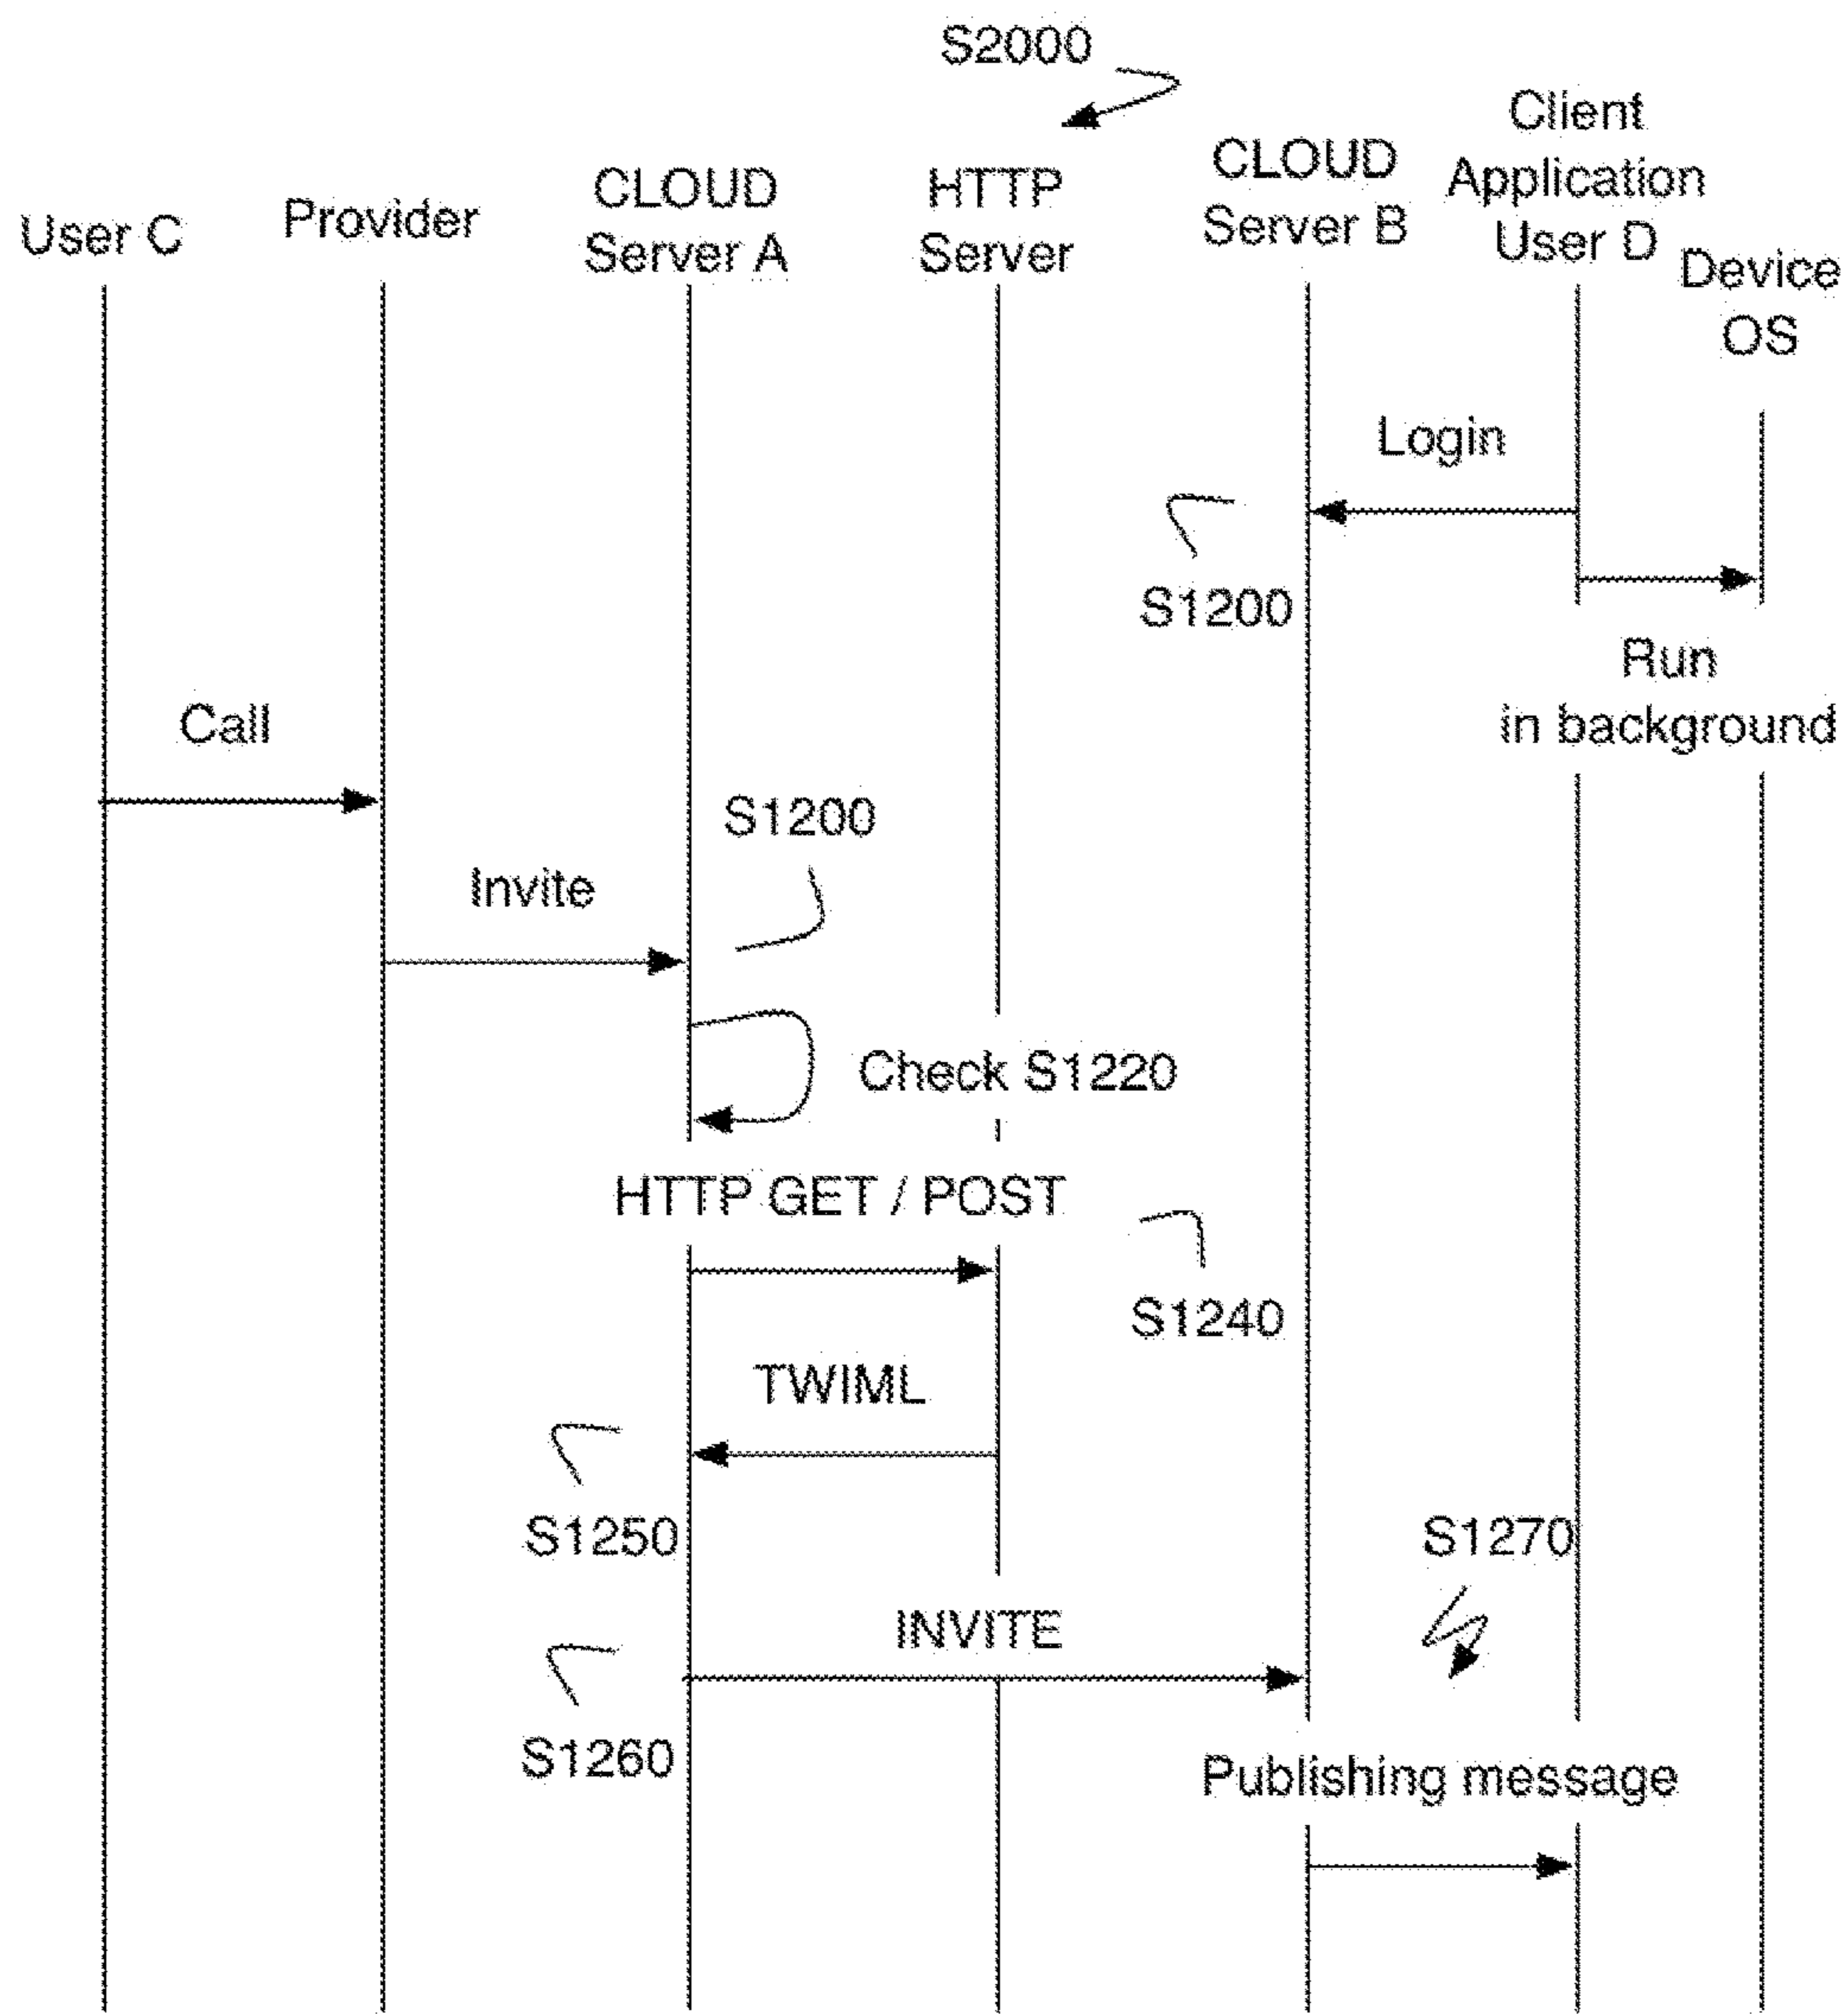 S2000
User C
Provider
CLOUD
Server A
HTTP
Server
CLOUD
Server B
Client
Application
User D
Device
OS
Login
S1200
Run
in background
Call
S1200
Invite
Check S1220
HTTP GET / POST
S1240
TWIML
S1250
S1270
INVITE
S1260
Publishing message